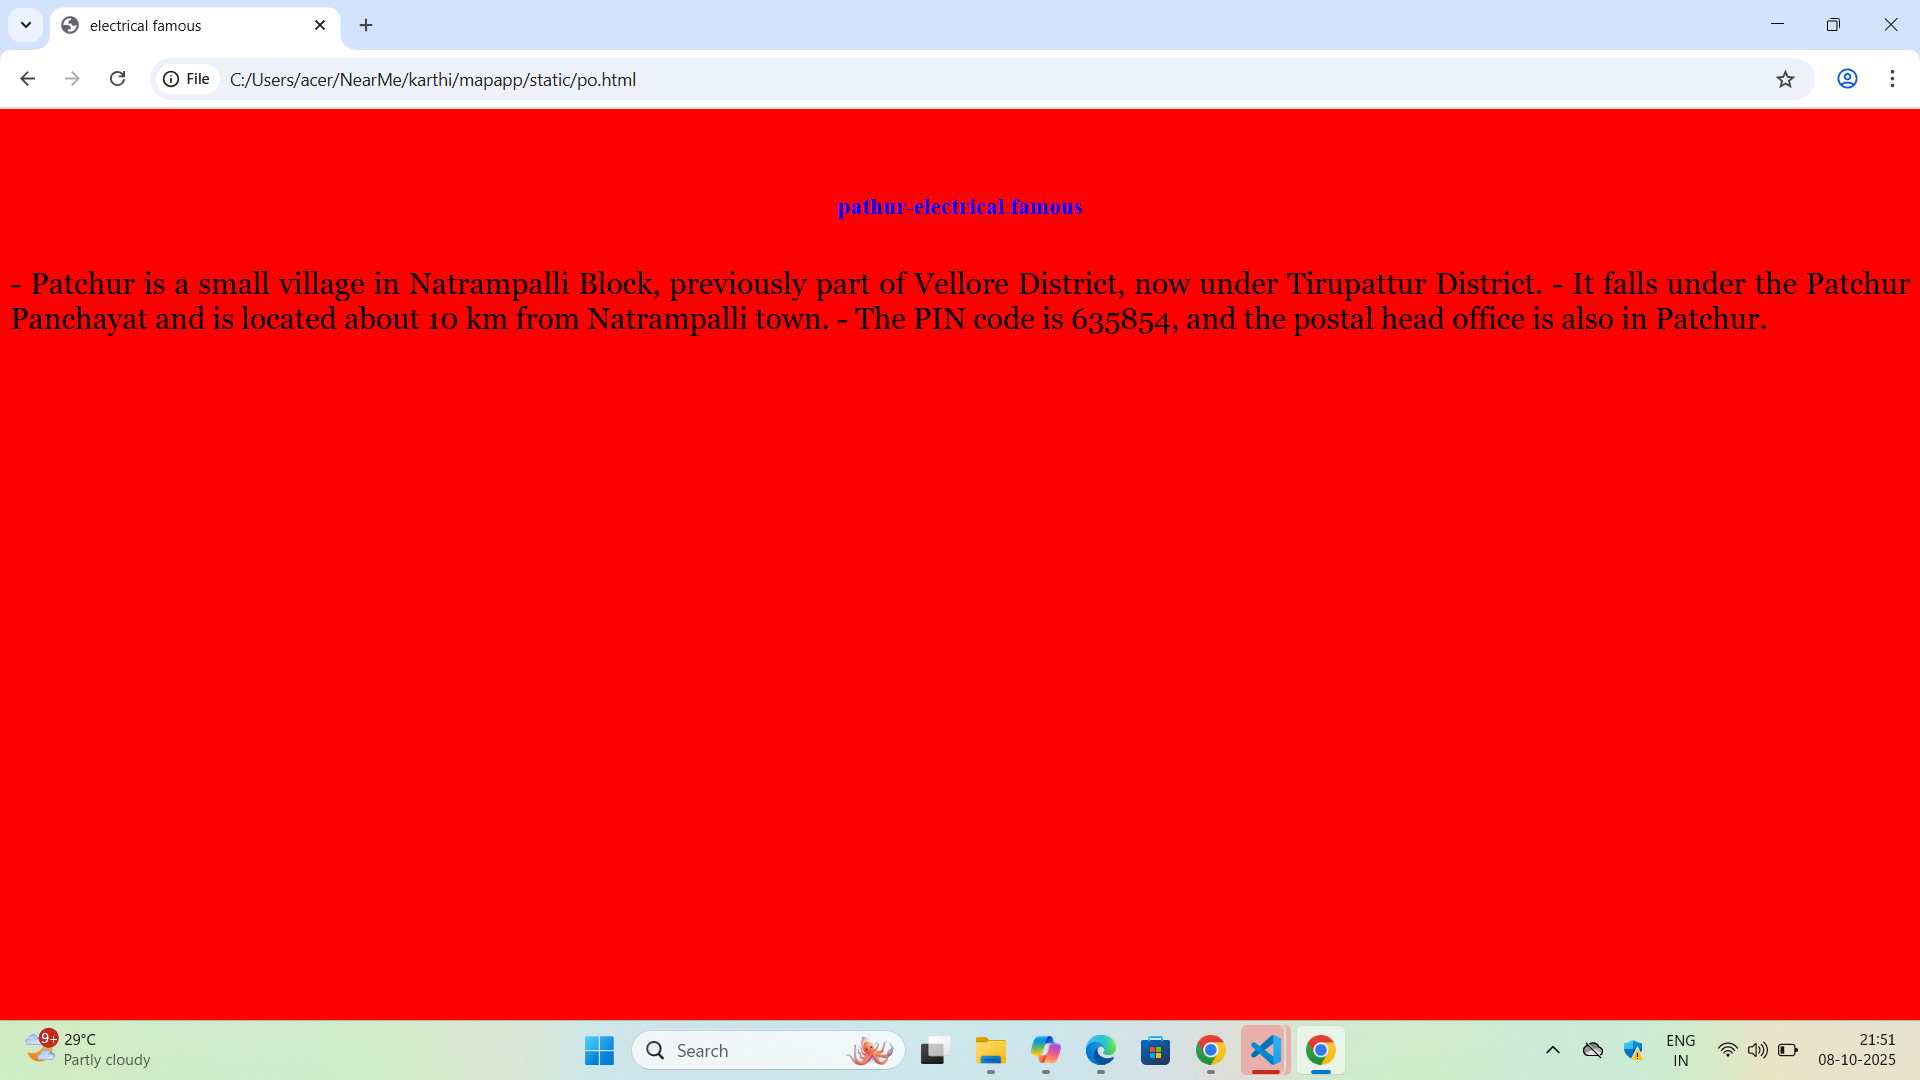 electrical famous
File
C:/Users/acer/NearMe/karthi/mapapp/static/po.html
pathur-electrical famous
- Patchur is a small village in Natrampalli Block, previously part of Vellore District, now under Tirupattur District. - It falls under the Patchur
Panchayat and is located about 10 km from Natrampalli town. - The PIN code is 635854, and the postal head office is also in Patchur.
9+
29°C
Partly cloudy
Search
ENG
IN
21:51
08-10-2025